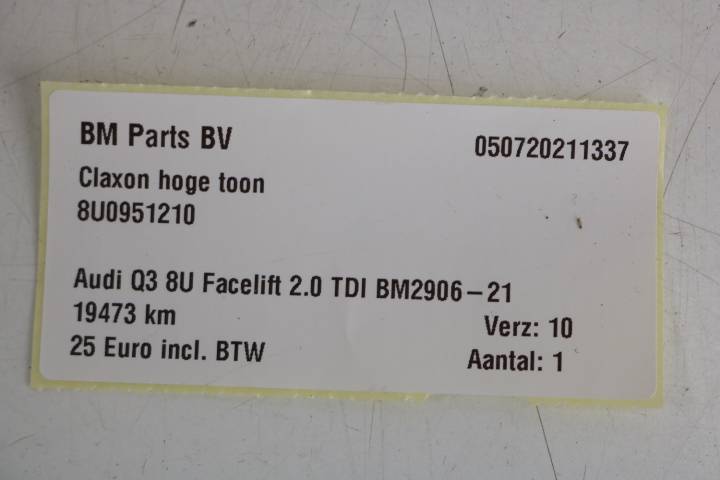 BM Parts BV 050720211337
Claxon hoge toon
8U0951210
Audi Q3 8U Facelift 2.0 TDI BM2906-21
19473 km Verz: 10
25 Euro incl. BTW Aantal: 1